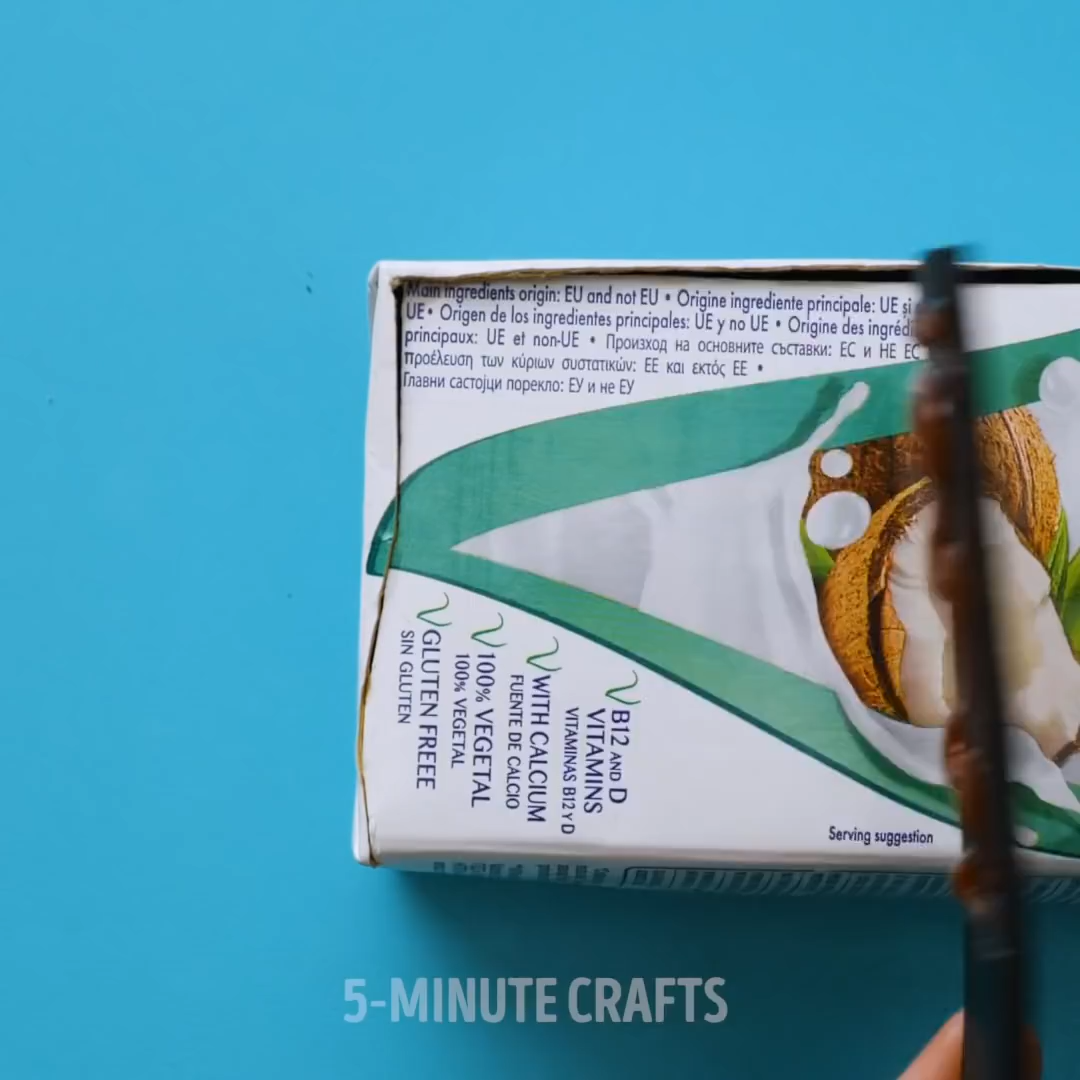 Main ingredients origin: EU and not EU • Origine ingrediente principale: UE și
UE • Origen de los ingredientes principales: UE y no UE • Origine des ingrédi
principaux: UE et non-UE • Произход на основните съставки: ЕС и НЕ ЕС
προέλευση των κύριων συστατικών: ΕΕ και εκτός ΕΕ •
Главни састојци порекло: ЕУ и не ЕУ
GLUTEN FREEE
SIN GLUTEN
100% VEGETAL
100% VEGETAL
WITH CALCIUM
FUENTE DE CALCIO
B12 AND D
VITAMINS
VITAMINAS B12 Y D
Serving suggestion
5-MINUTE CRAFTS